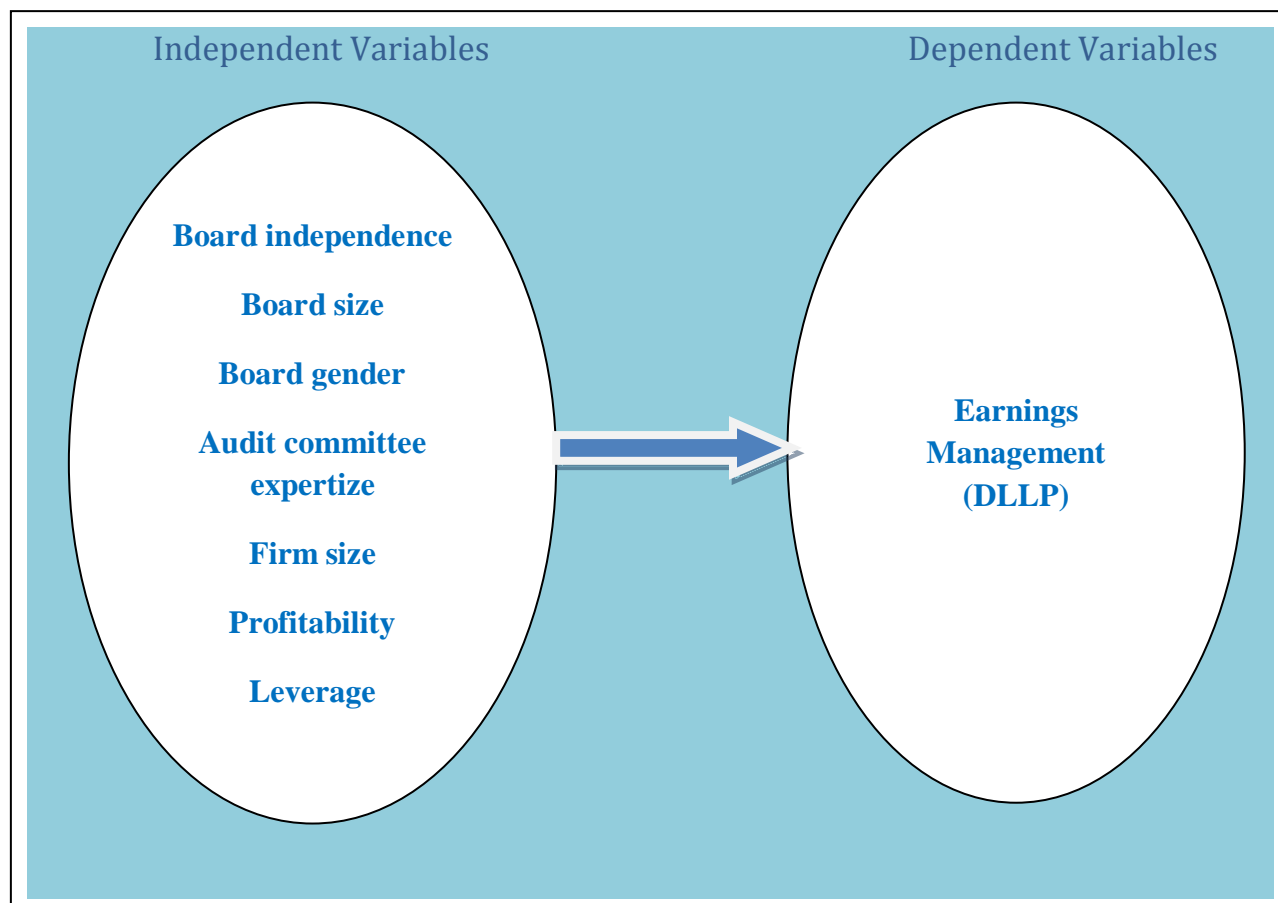 Independent Variables
Dependent Variables
Board independence
Board size
Board gender
Audit committee
expertize
Firm size
Profitability
Leverage
Earnings
Management
(DLLP)